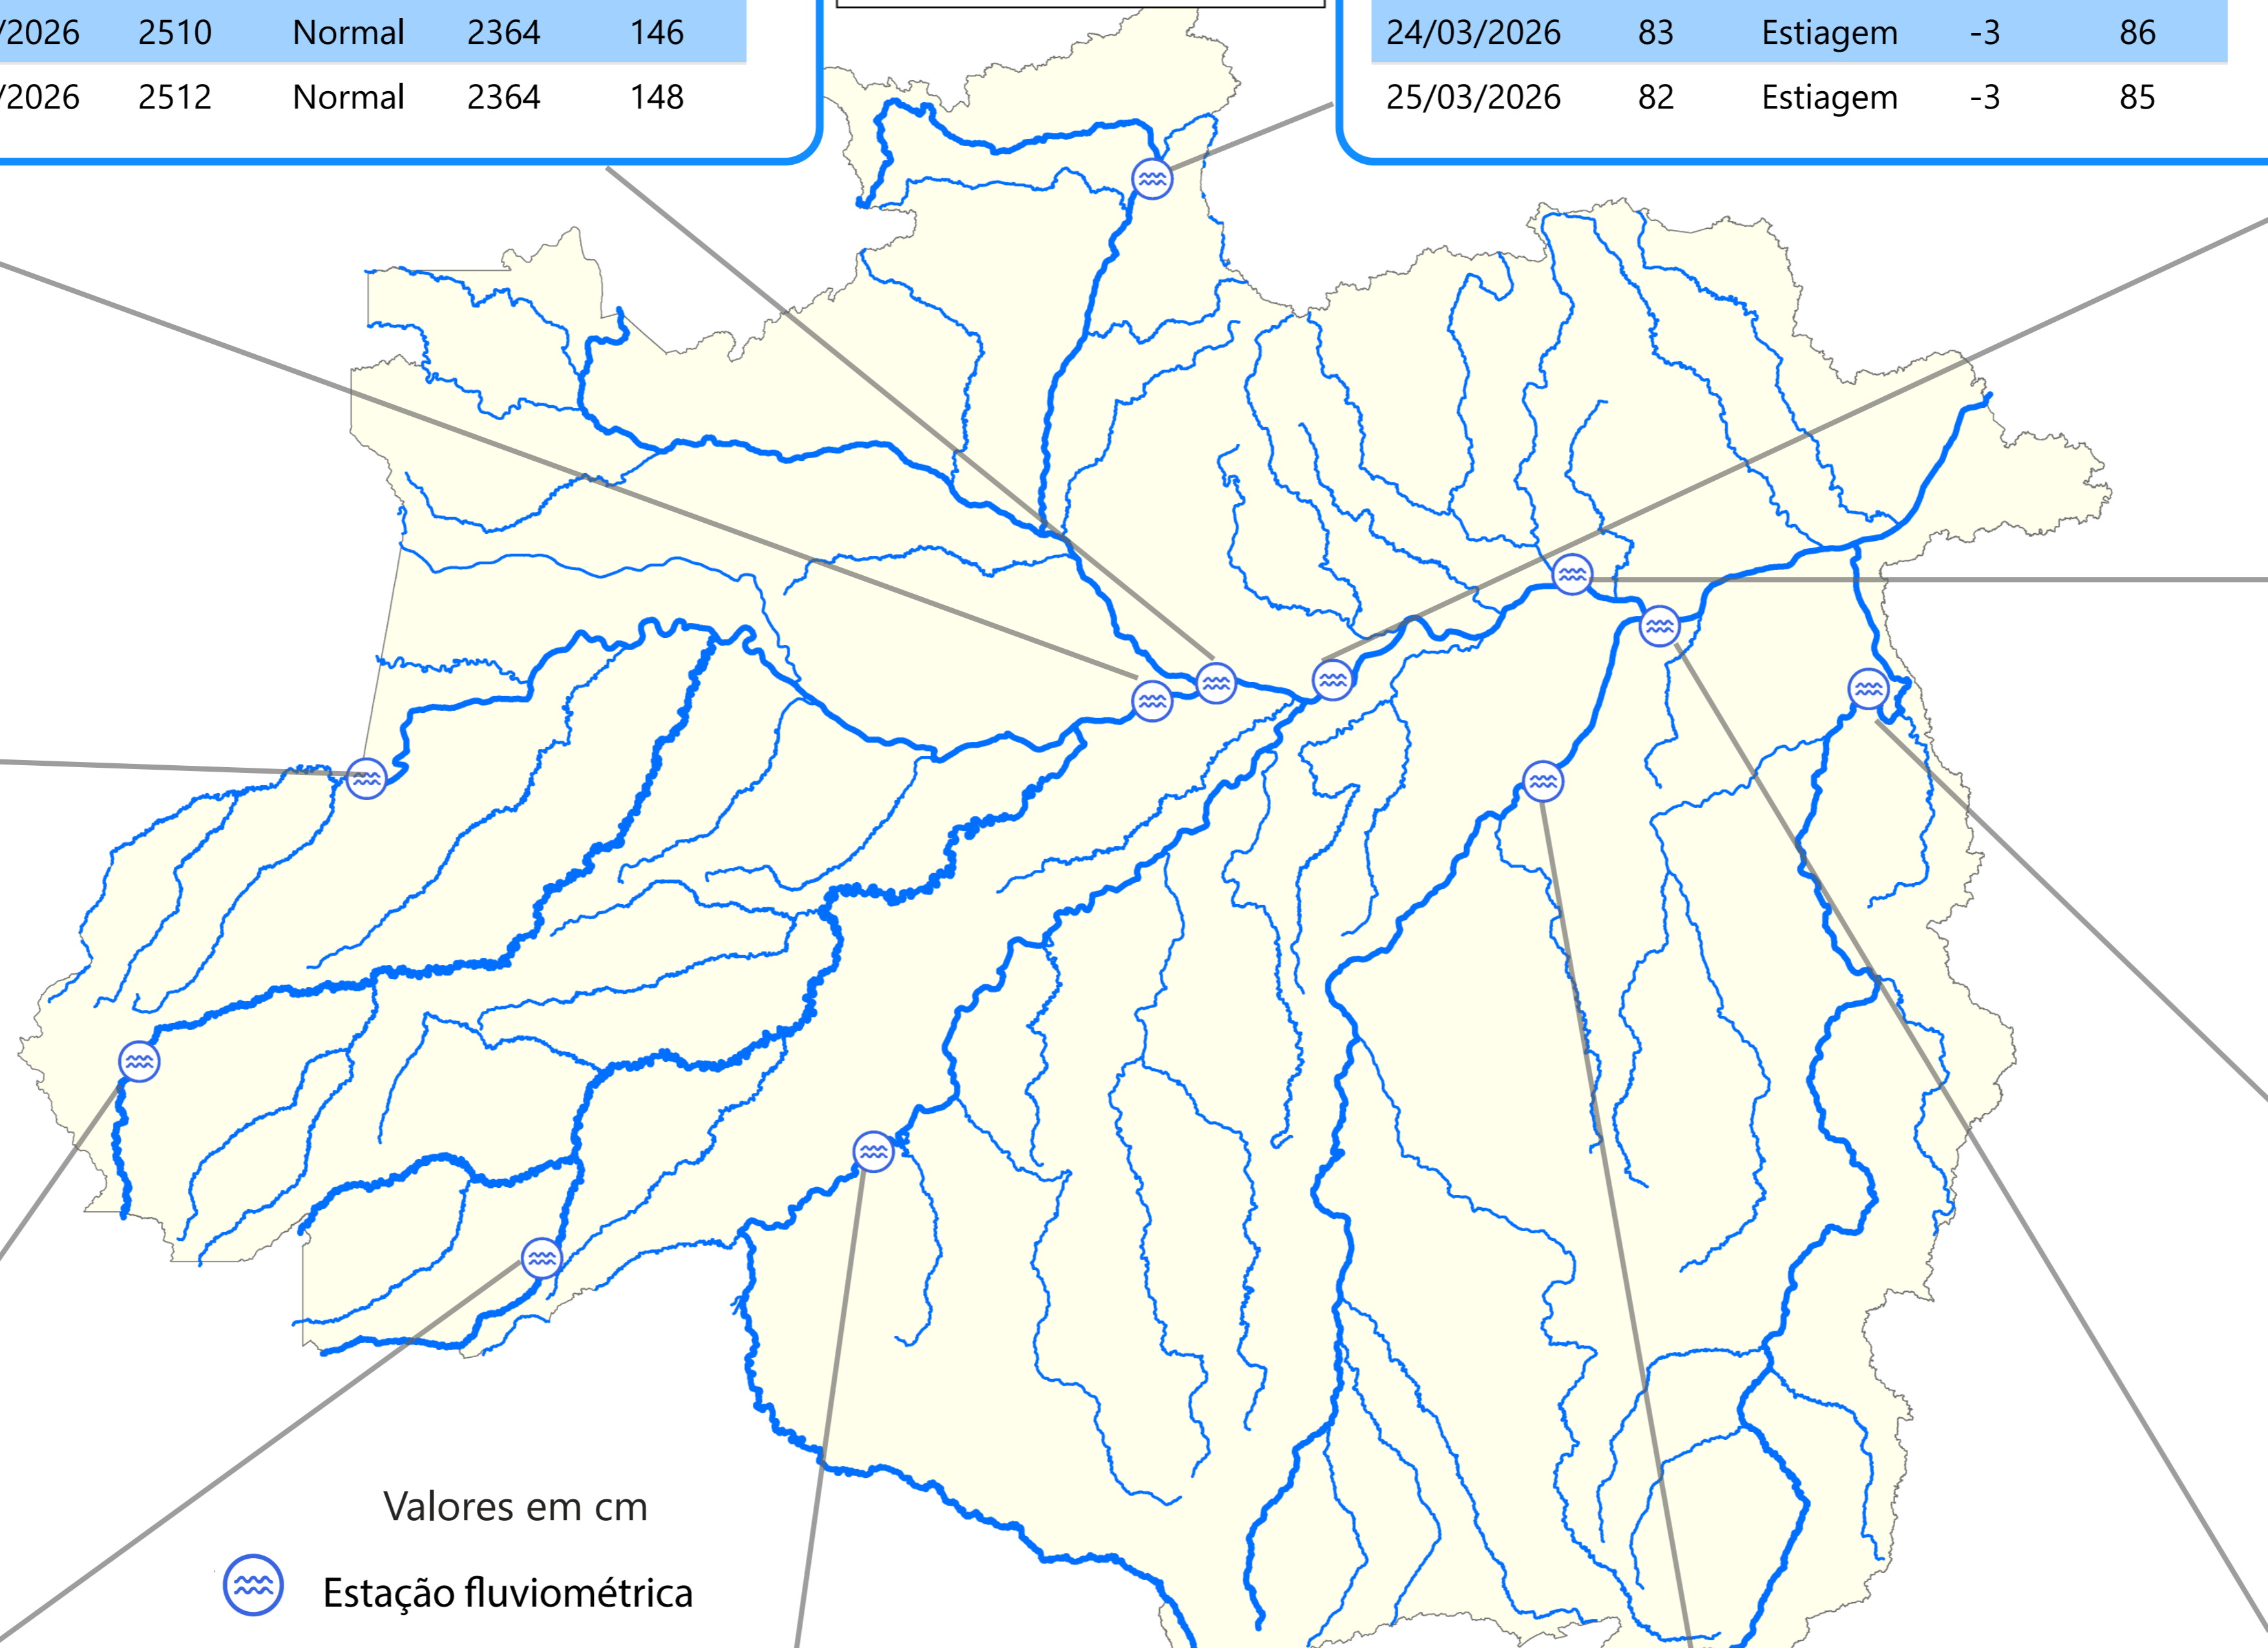 /2026 2510 Normal 2364 146
/2026 2512 Normal 2364 148
24/03/2026 83 Estiagem -3 86
25/03/2026 82 Estiagem -3 85
Valores em cm
Estação fluviométrica